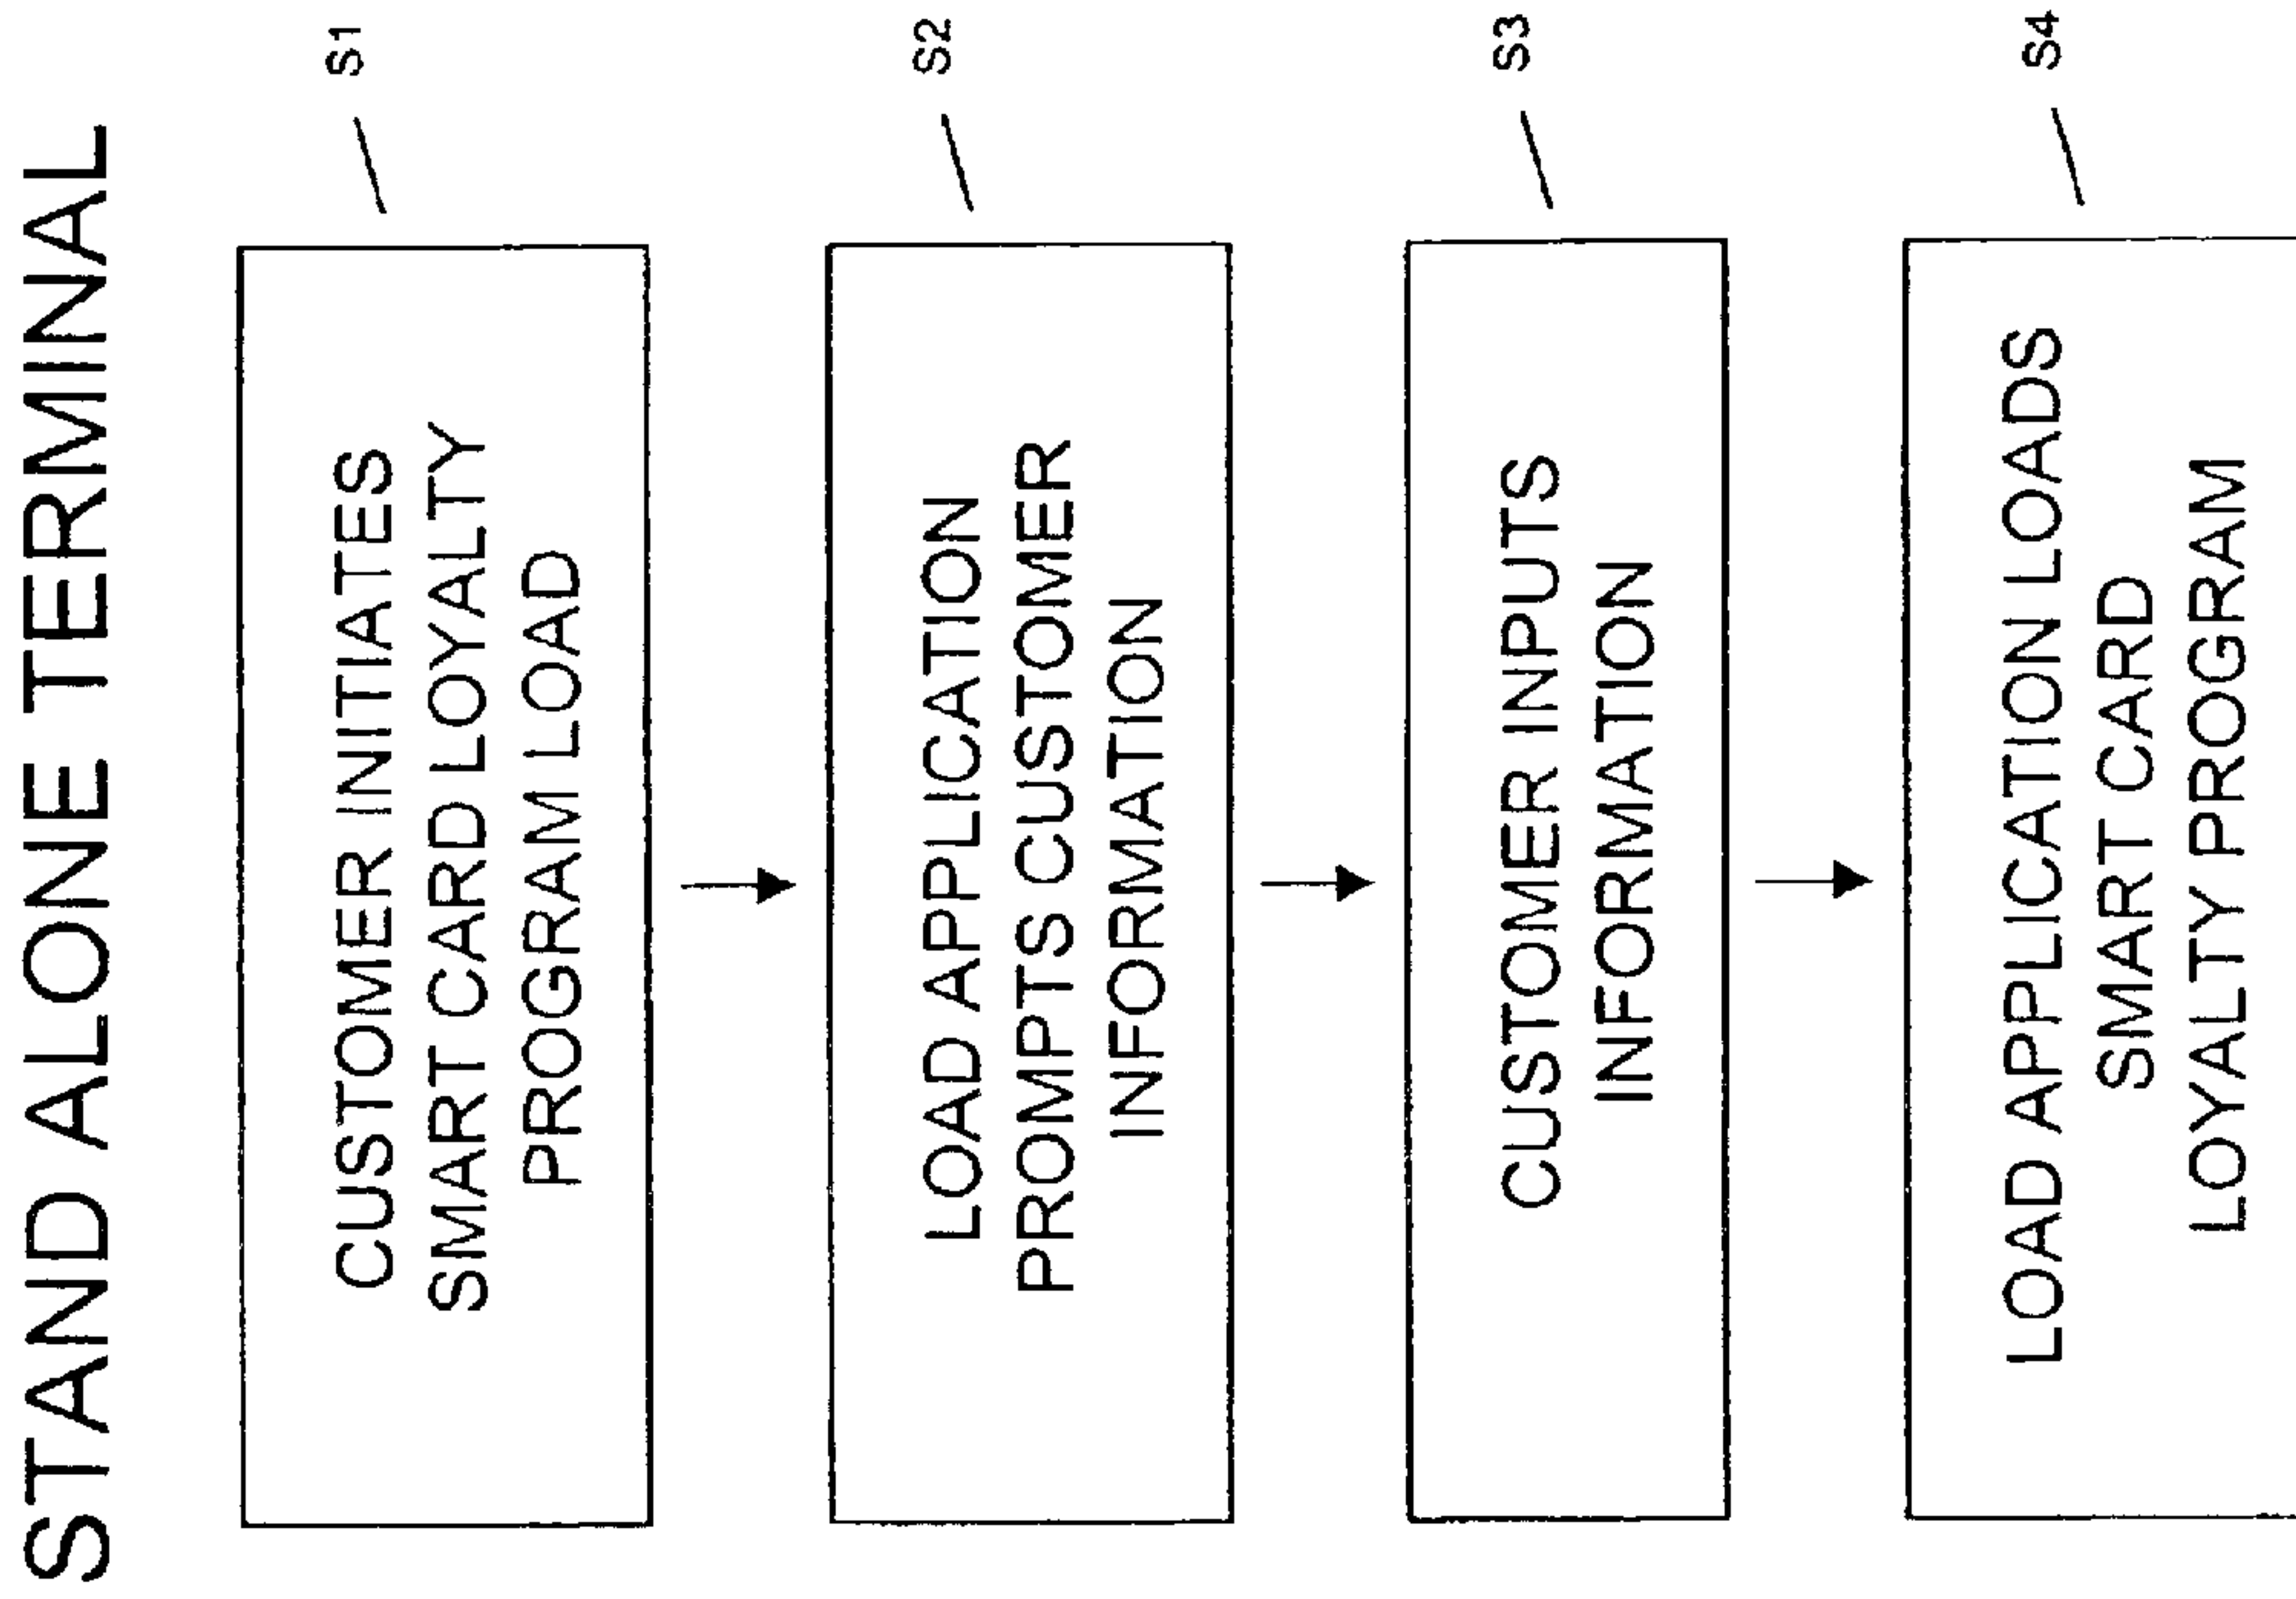 STAND ALONE TERMINAL
CUSTOMER INITIATES
SMART CARD LOYALTY
PROGRAM LOAD
S1
LOAD APPLICATION
PROMPTS CUSTOMER
INFORMATION
S2
CUSTOMER INPUTS
INFORMATION
S3
LOAD APPLICATION LOADS
SMART CARD
LOYALTY PROGRAM
S4